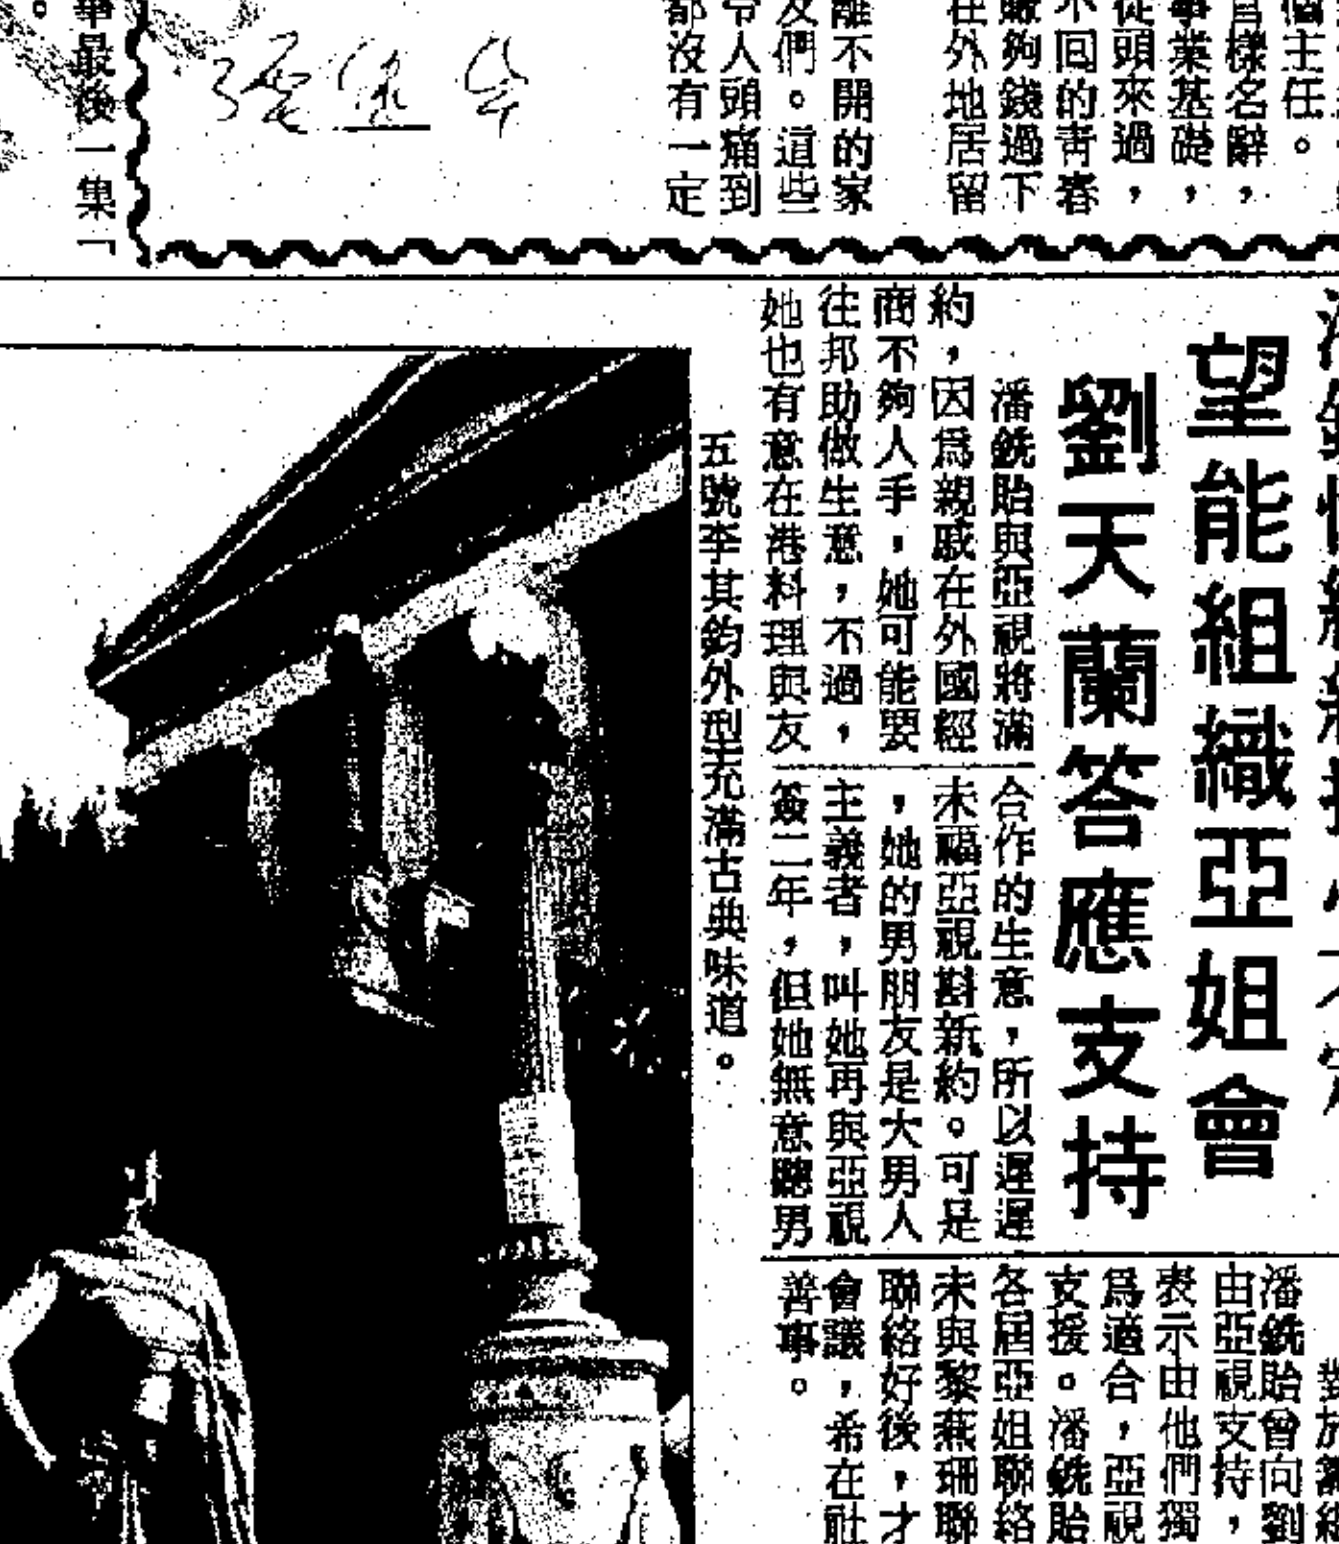 個主任。
官樣名辭，
事業基礎，
從頭來過，
不回的青春
賺夠錢過下
在外地居留
離不開的家
友們。這些
令人頭痛到
都沒有一定
華最後一集「
望能組織亞姐會
劉天蘭答應支持
潘銑貽與亞視將滿
約，因爲親戚在外國經
商不夠人手，她可能要
往邦助做生意，不過，
她也有意在港料理與友
合作的生意，所以遲遲
未福亞視斟新約。可是
，她的男朋友是大男人
主義者，叫她再與亞視
簽二年，但她無意聽男
對於籌組
潘銑貽曾向劉
由亞視支持，
表示由他們獨
爲適合，亞視
支援。潘銑貽
各屆亞姐聯絡
未與黎燕珊聯
聯絡好後，才
會議，希在社
善事。
五號李其鈞外型充滿古典味道。